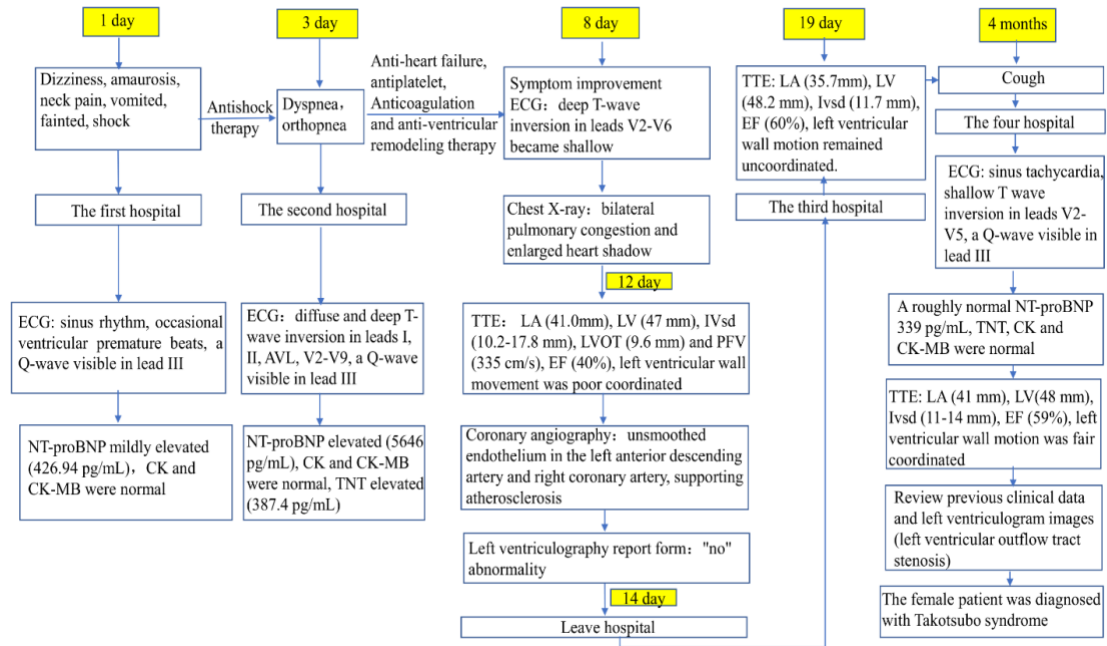 1 day
Dizziness, amaurosis,
neck pain, vomited,
fainted, shock
Antishock
therapy
The first hospital
ECG: sinus rhythm, occasional
ventricular premature beats, a
Q-wave visible in lead III
NT-proBNP mildly elevated
(426.94 pg/mL), CK and
CK-MB were normal
3 day
Dyspnea,
orthopnea
Anti-heart failure,
antiplatelet,
Anticoagulation
and anti-ventricular
remodeling therapy
The second hospital
ECG: diffuse and deep T-
wave inversion in leads I,
II, AVL, V2-V9, a Q-wave
visible in lead III
NT-proBNP elevated (5646
pg/mL), CK and CK-MB
were normal, TNT elevated
(387.4 pg/mL)
8 day
Symptom improvement
ECG: deep T-wave
inversion in leads V2-V6
became shallow
Chest X-ray: bilateral
pulmonary congestion and
enlarged heart shadow
12 day
TTE: LA (41.0mm), LV (47 mm), IVsd
(10.2-17.8 mm), LVOT (9.6 mm) and PFV
(335 cm/s), EF (40%), left ventricular wall
movement was poor coordinated
Coronary angiography: unsmoothed
endothelium in the left anterior descending
artery and right coronary artery, supporting
atherosclerosis
Left ventriculography report form: "no"
abnormality
14 day
Leave hospital
19 day
TTE: LA (35.7mm), LV
(48.2 mm), Ivsd (11.7 mm),
EF (60%), left ventricular
wall motion remained
uncoordinated.
The third hospital
4 months
Cough
The four hospital
ECG: sinus tachycardia,
shallow T wave
inversion in leads V2-
V5, a Q-wave visible in
lead III
A roughly normal NT-proBNP
339 pg/mL, TNT, CK and
CK-MB were normal
TTE: LA (41 mm), LV(48 mm),
Ivsd (11-14 mm), EF (59%), left
ventricular wall motion was fair
coordinated
Review previous clinical data
and left ventriculogram images
(left ventricular outflow tract
stenosis)
The female patient was diagnosed
with Takotsubo syndrome